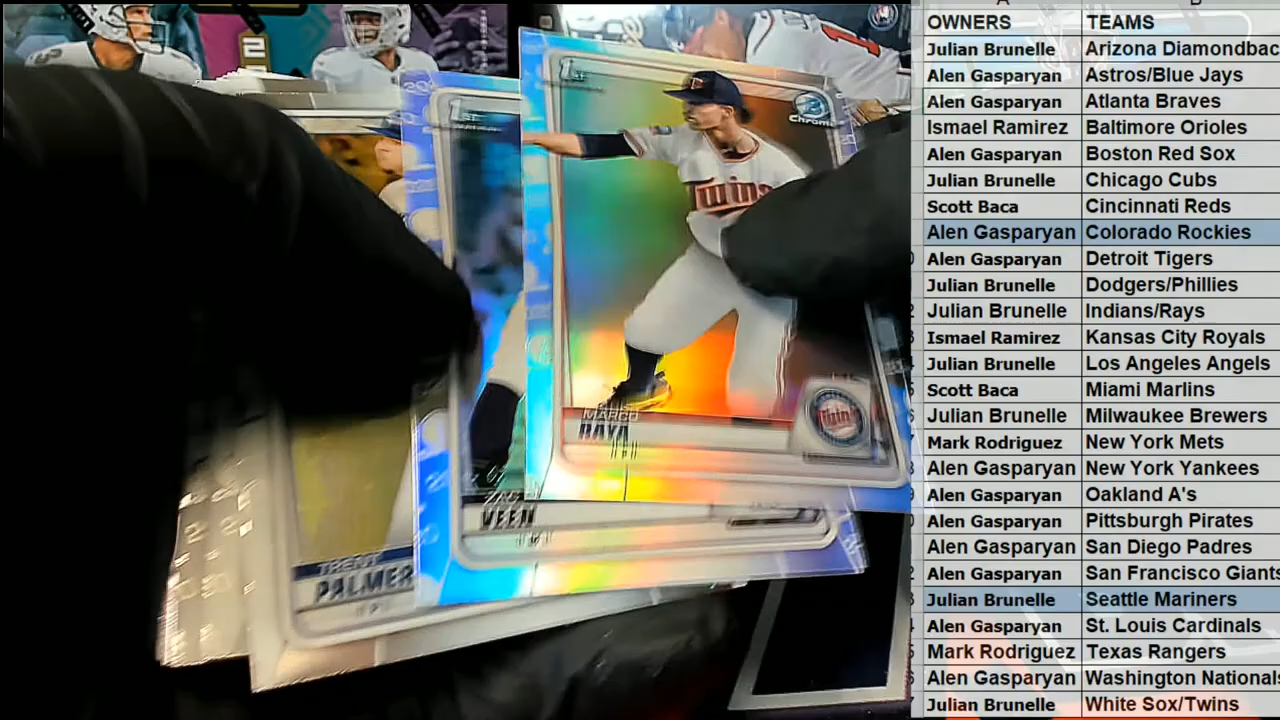 OWNERS TEAMS
Julian Brunelle Arizona Diamondbac
Alen Gasparyan Astros/Blue Jays
Alen Gasparyan Atlanta Braves
Ismael Ramirez Baltimore Orioles
Alen Gasparyan Boston Red Sox
Julian Brunelle Chicago Cubs
Scott Baca Cincinnati Reds
Alen Gasparyan Colorado Rockies
Alen Gasparyan Detroit Tigers
Julian Brunelle Dodgers/Phillies
Julian Brunelle Indians/Rays
Ismael Ramirez Kansas City Royals
Julian Brunelle Los Angeles Angels
Scott Baca Miami Marlins
Julian Brunelle Milwaukee Brewers
Mark Rodriguez New York Mets
Alen Gasparyan New York Yankees
Alen Gasparyan Oakland A's
Alen Gasparyan Pittsburgh Pirates
Alen Gasparyan San Diego Padres
Alen Gasparyan San Francisco Giants
Julian Brunelle Seattle Mariners
Alen Gasparyan St. Louis Cardinals
Mark Rodriguez Texas Rangers
Alen Gasparyan Washington Nationals
Julian Brunelle White Sox/Twins
2
1st
Chrome
Twins
MARCO
RAYA
Twins
VEEN
TRENT
PALMER